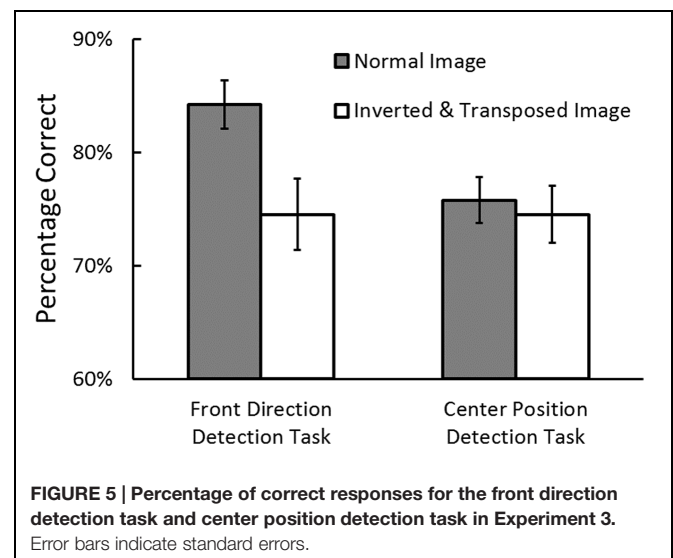 90%
80%
70%
60%
Percentage Correct
Normal Image
Inverted & Transposed Image
Front Direction
Detection Task
Center Position
Detection Task
FIGURE 5 | Percentage of correct responses for the front direction
detection task and center position detection task in Experiment 3.
Error bars indicate standard errors.